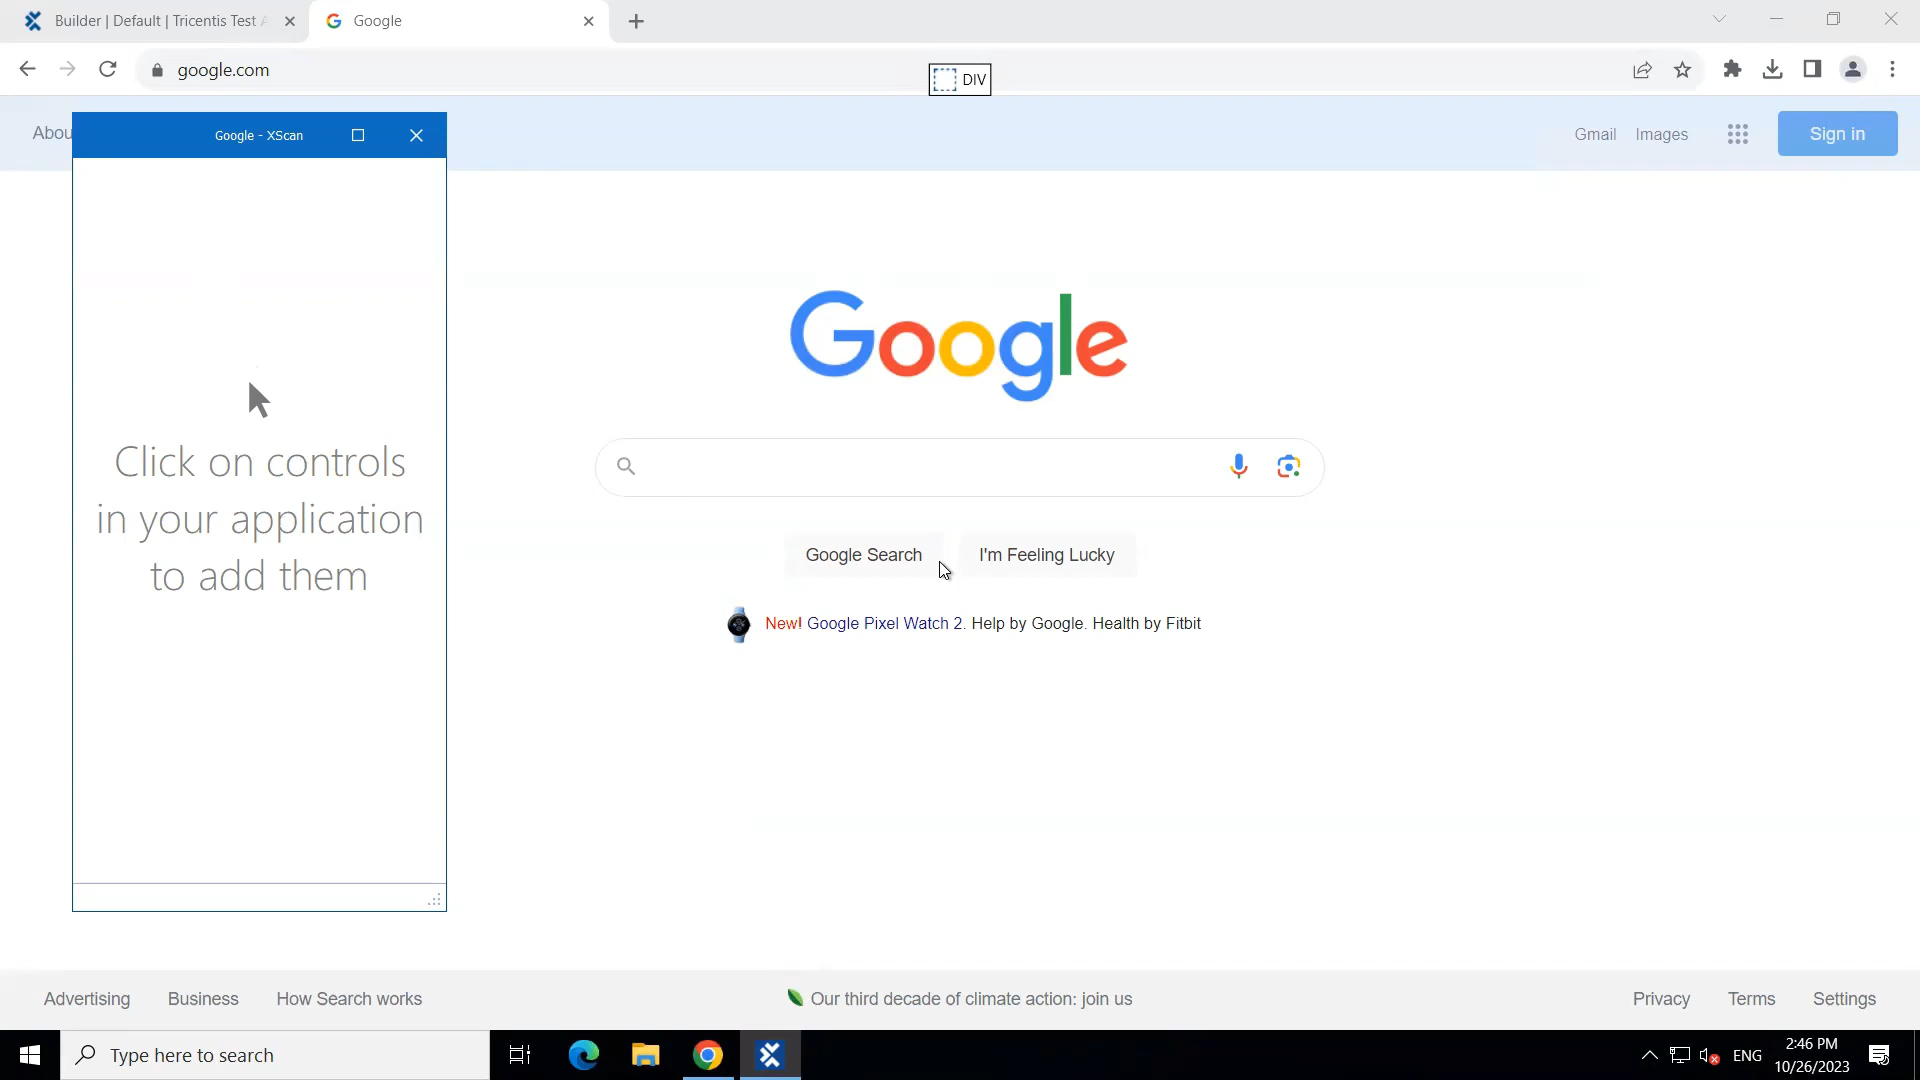 Builder | Default | Tricentis Test
Google
google.com
DIV
Abou
Google - XScan
Gmail
Images
Sign in
Google
Click on controls
in your application
to add them
Google Search
I'm Feeling Lucky
New! Google Pixel Watch 2. Help by Google. Health by Fitbit
Advertising
Business
How Search works
Our third decade of climate action: join us
Privacy
Terms
Settings
Type here to search
ENG
2:46 PM
10/26/2023